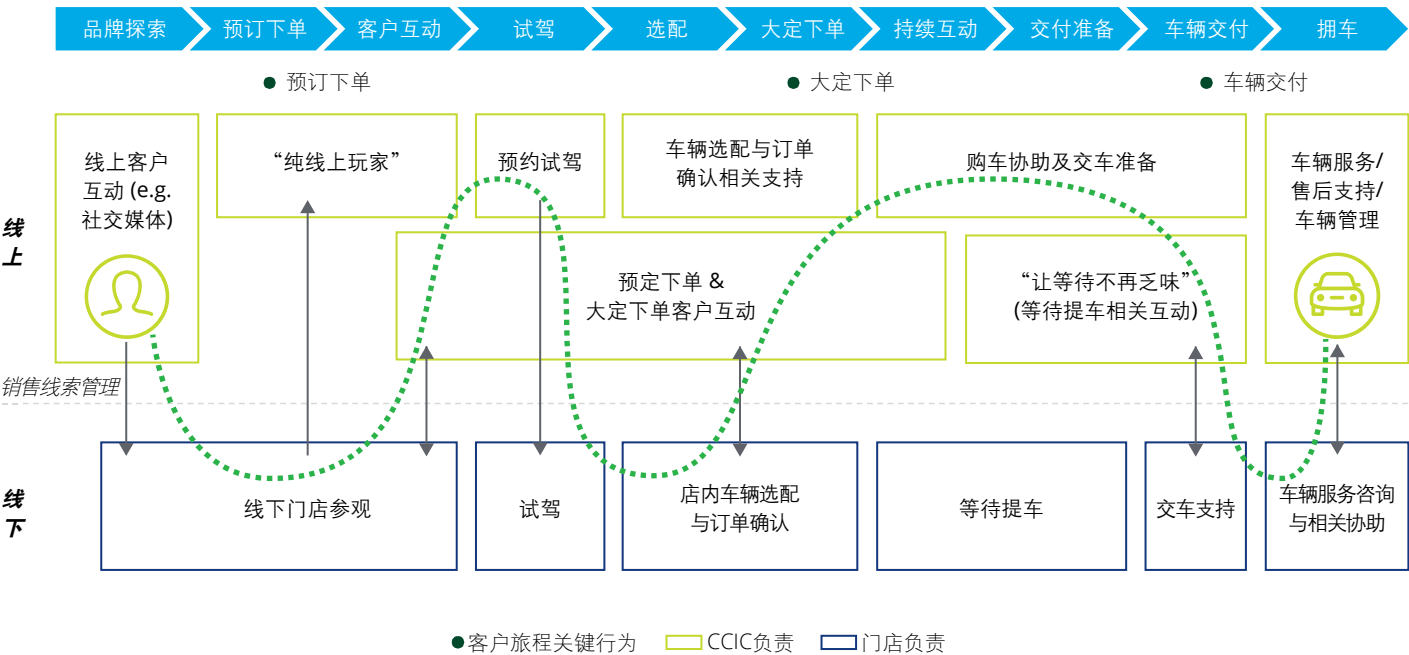 品牌探索
预订下单
客户互动
试驾
选配
大定下单
持续互动
交付准备
车辆交付
拥车
预订下单
大定下单
车辆交付
线上
线上客户
互动 (e.g.
社交媒体)
“纯线上玩家”
预约试驾
车辆选配与订单
确认相关支持
购车协助及交车准备
车辆服务/
售后支持/
车辆管理
预定下单 &
大定下单客户互动
“让等待不再乏味”
(等待提车相关互动)
销售线索管理
线下
线下门店参观
试驾
店内车辆选配
与订单确认
等待提车
交车支持
车辆服务咨询
与相关协助
客户旅程关键行为
CCIC负责
门店负责